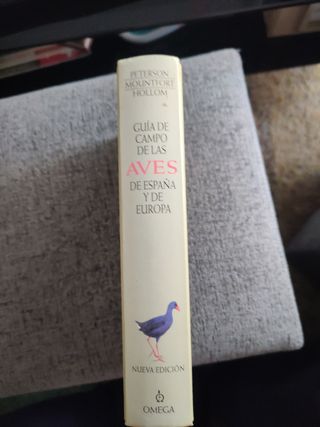 PETERSON
MOUNTFORT
HOLLOM
GUÍA DE
CAMPO
DE LAS
AVES
DE ESPAÑA
Y DE
EUROPA
NUEVA EDICIÓN
OMEGA